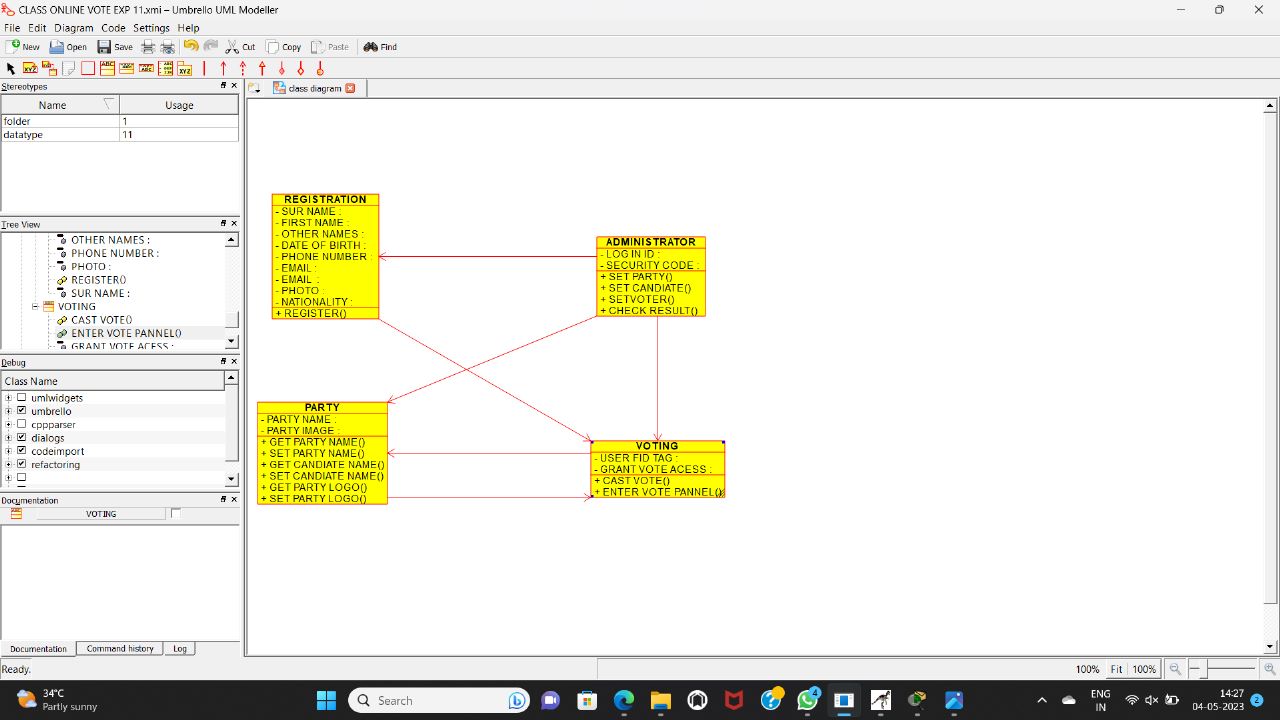 CLASS ONLINE VOTE EXP 11.xmi – Umbrello UML Modeller
File Edit Diagram Code Settings Help
New Open Save Cut Copy Paste Find
Stereotypes
Name Usage
folder 1
datatype 11
Tree View
OTHER NAMES :
PHONE NUMBER :
PHOTO :
REGISTER()
SUR NAME :
VOTING
CAST VOTE()
ENTER VOTE PANNEL()
GRANT VOTE ACESS :
Debug
Class Name
umlwidgets
umbrello
cppparser
dialogs
codeimport
refactoring
Documentation
VOTING
Documentation Command history Log
Ready.
class diagram
REGISTRATION
- SUR NAME :
- FIRST NAME :
- OTHER NAMES :
- DATE OF BIRTH :
- PHONE NUMBER :
- EMAIL :
- EMAIL :
- PHOTO :
- NATIONALITY :
+ REGISTER()
ADMINISTRATOR
- LOG IN ID :
- SECURITY CODE :
+ SET PARTY()
+ SET CANDIATE()
+ SETVOTER()
+ CHECK RESULT()
PARTY
- PARTY NAME :
- PARTY IMAGE :
+ GET PARTY NAME()
+ SET PARTY NAME()
+ GET CANDIATE NAME()
+ SET CANDIATE NAME()
+ GET PARTY LOGO()
+ SET PARTY LOGO()
VOTING
- USER FID TAG :
- GRANT VOTE ACESS :
+ CAST VOTE()
+ ENTER VOTE PANNEL()
100% Fit 100%
34°C
Partly sunny
Search
4
ENG
IN
14:27
04-05-2023
2